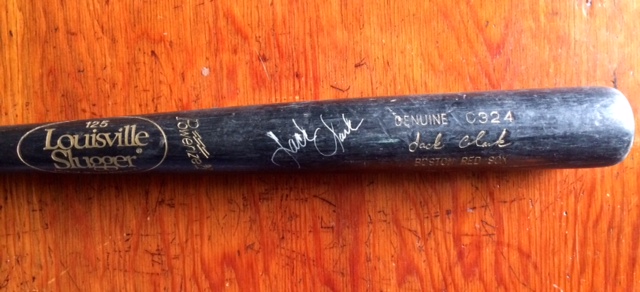 125
Louisville
Slugger®
Powerized
Jack Clark
GENUINE C324
Jack Clark
BOSTON RED SOX